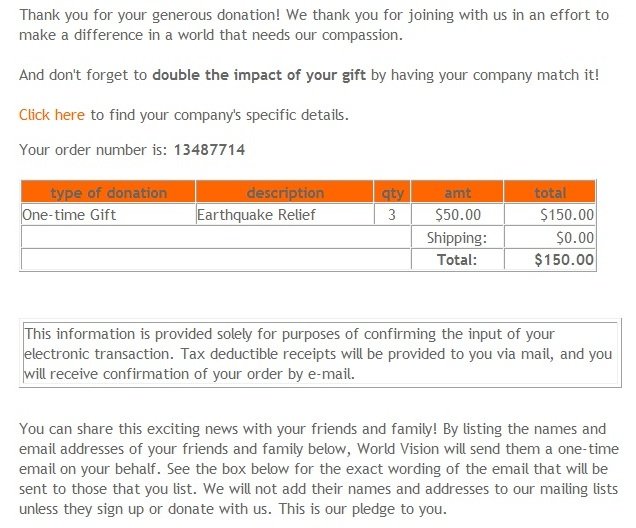 Thank you for your generous donation! We thank you for joining with us in an effort to
make a difference in a world that needs our compassion.
And don't forget to double the impact of your gift by having your company match it!
Click here to find your company's specific details.
Your order number is: 13487714
type of donation description qty amt total
One-time Gift Earthquake Relief 3 $50.00 $150.00
Shipping: $0.00
Total: $150.00
This information is provided solely for purposes of confirming the input of your
electronic transaction. Tax deductible receipts will be provided to you via mail, and you
will receive confirmation of your order by e-mail.
You can share this exciting news with your friends and family! By listing the names and
email addresses of your friends and family below, World Vision will send them a one-time
email on your behalf. See the box below for the exact wording of the email that will be
sent to those that you list. We will not add their names and addresses to our mailing lists
unless they sign up or donate with us. This is our pledge to you.